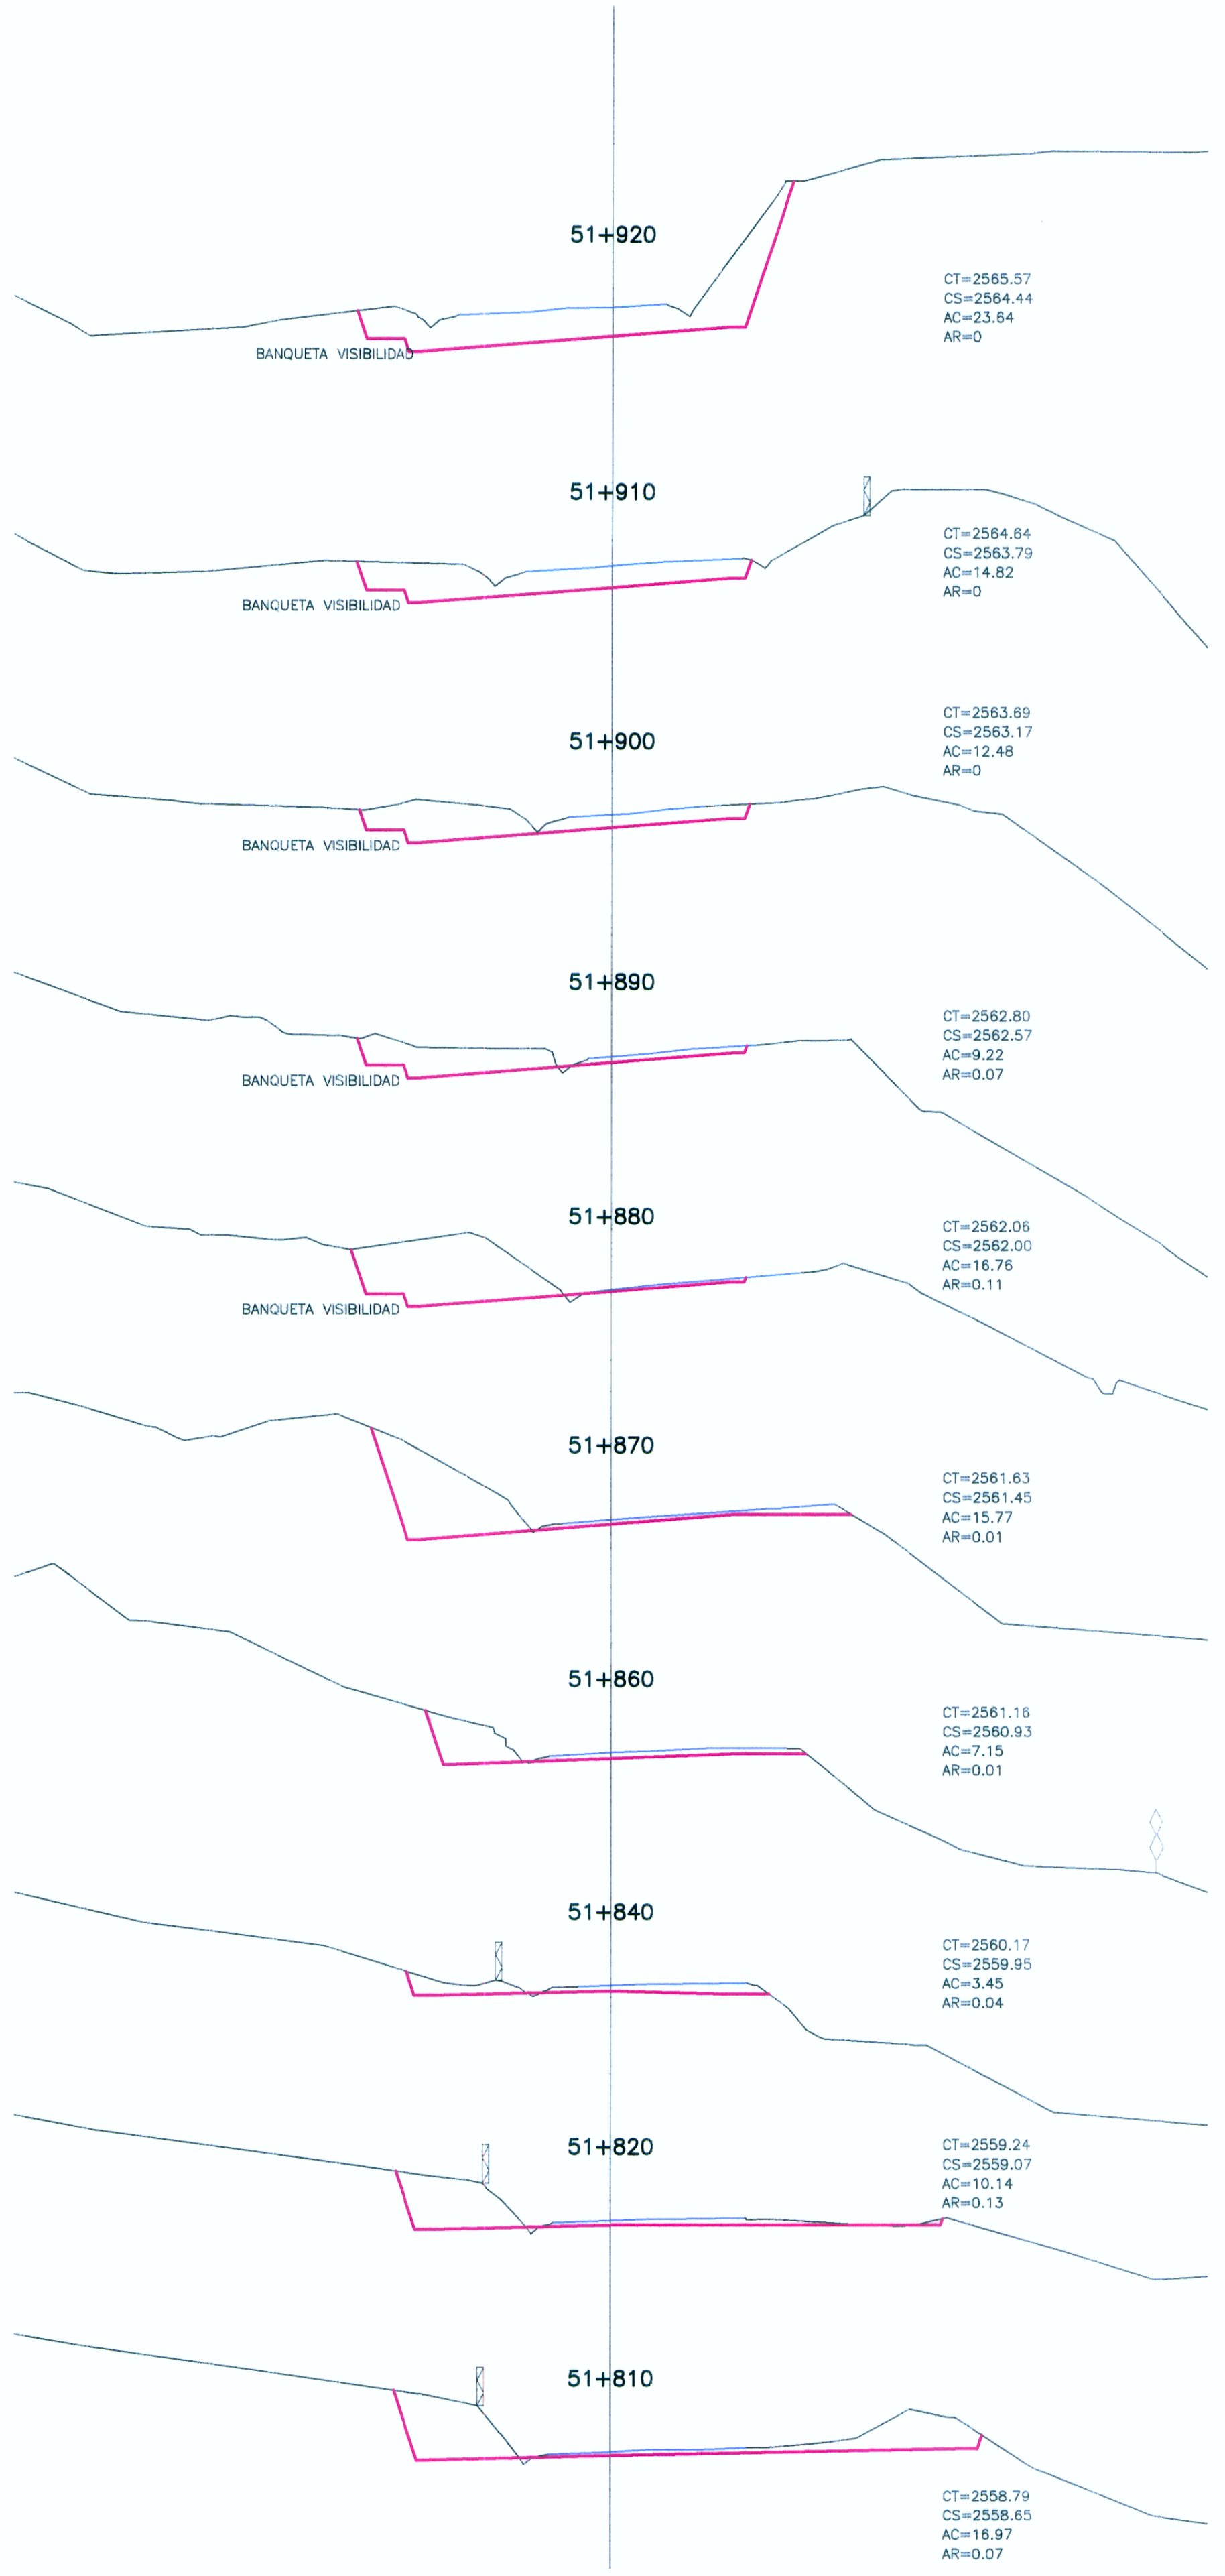 51+920
CT=2565.57
CS=2564.44
AC=23.64
AR=0
BANQUETA VISIBILIDAD
51+910
CT=2564.64
CS=2563.79
AC=14.82
AR=0
BANQUETA VISIBILIDAD
51+900
CT=2563.69
CS=2563.17
AC=12.48
AR=0
BANQUETA VISIBILIDAD
51+890
CT=2562.80
CS=2562.57
AC=9.22
AR=0.07
BANQUETA VISIBILIDAD
51+880
CT=2562.06
CS=2562.00
AC=16.76
AR=0.11
BANQUETA VISIBILIDAD
51+870
CT=2561.63
CS=2561.45
AC=15.77
AR=0.01
51+860
CT=2561.16
CS=2560.93
AC=7.15
AR=0.01
51+840
CT=2560.17
CS=2559.95
AC=3.45
AR=0.04
51+820
CT=2559.24
CS=2559.07
AC=10.14
AR=0.13
51+810
CT=2558.79
CS=2558.65
AC=16.97
AR=0.07